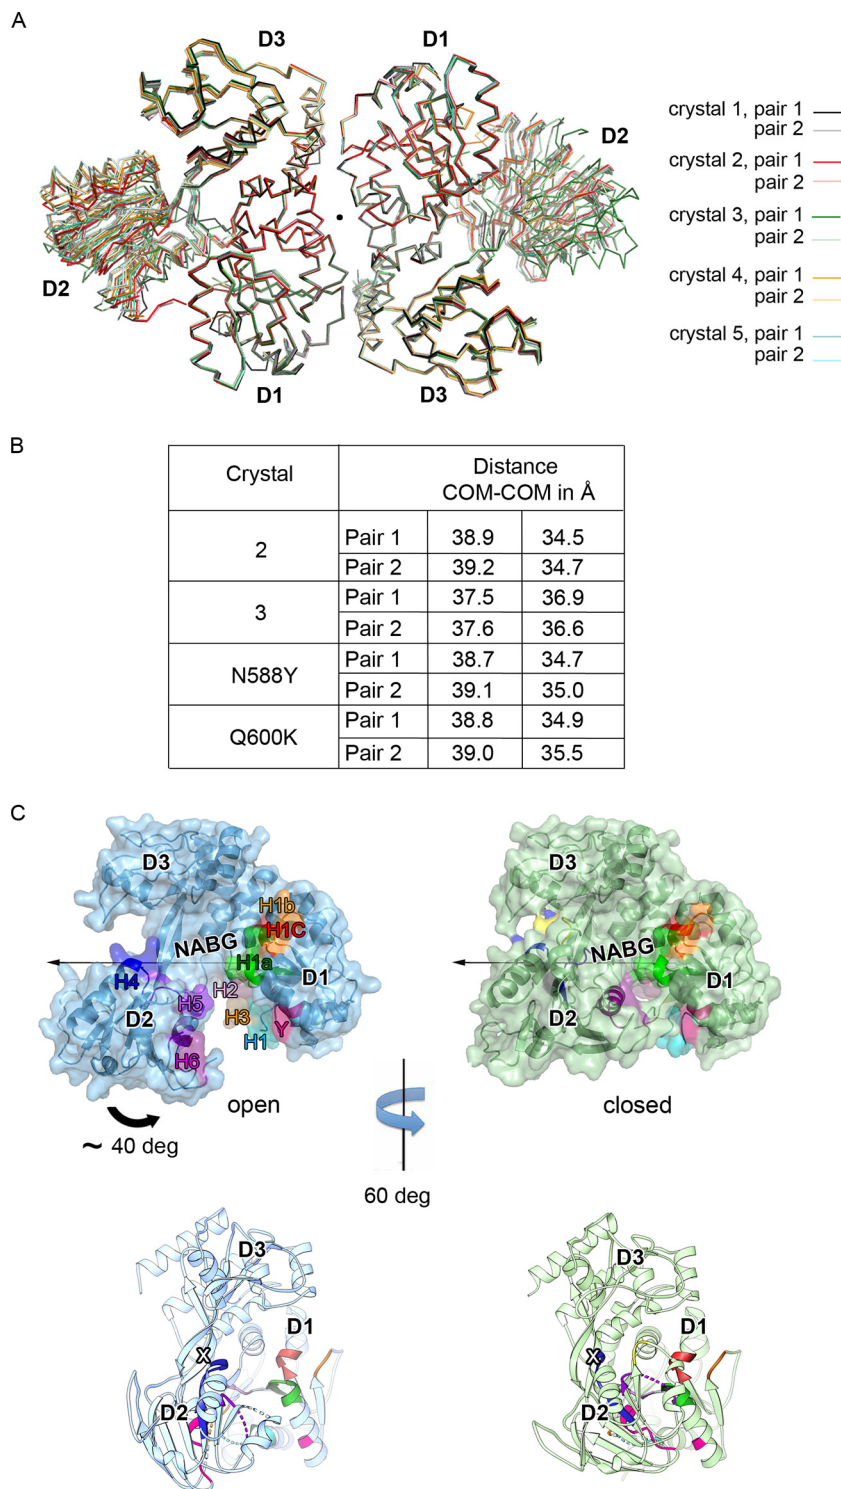 A
D3
D1
D2
D2
D1
D3
crystal 1, pair 1
pair 2
crystal 2, pair 1
pair 2
crystal 3, pair 1
pair 2
crystal 4, pair 1
pair 2
crystal 5, pair 1
pair 2
B
Crystal
Distance
COM-COM in Å
2
Pair 1 38.9 34.5
Pair 2 39.2 34.7
3
Pair 1 37.5 36.9
Pair 2 37.6 36.6
N588Y
Pair 1 38.7 34.7
Pair 2 39.1 35.0
Q600K
Pair 1 38.8 34.9
Pair 2 39.0 35.5
C
D3
H1b
H1C
NABG
H1a
D1
H4
H2
H5
D2
H3
Y
H1
H6
open
~ 40 deg
D3
NABG
D1
D2
closed
60 deg
D3
D1
X
D2
D3
D1
X
D2